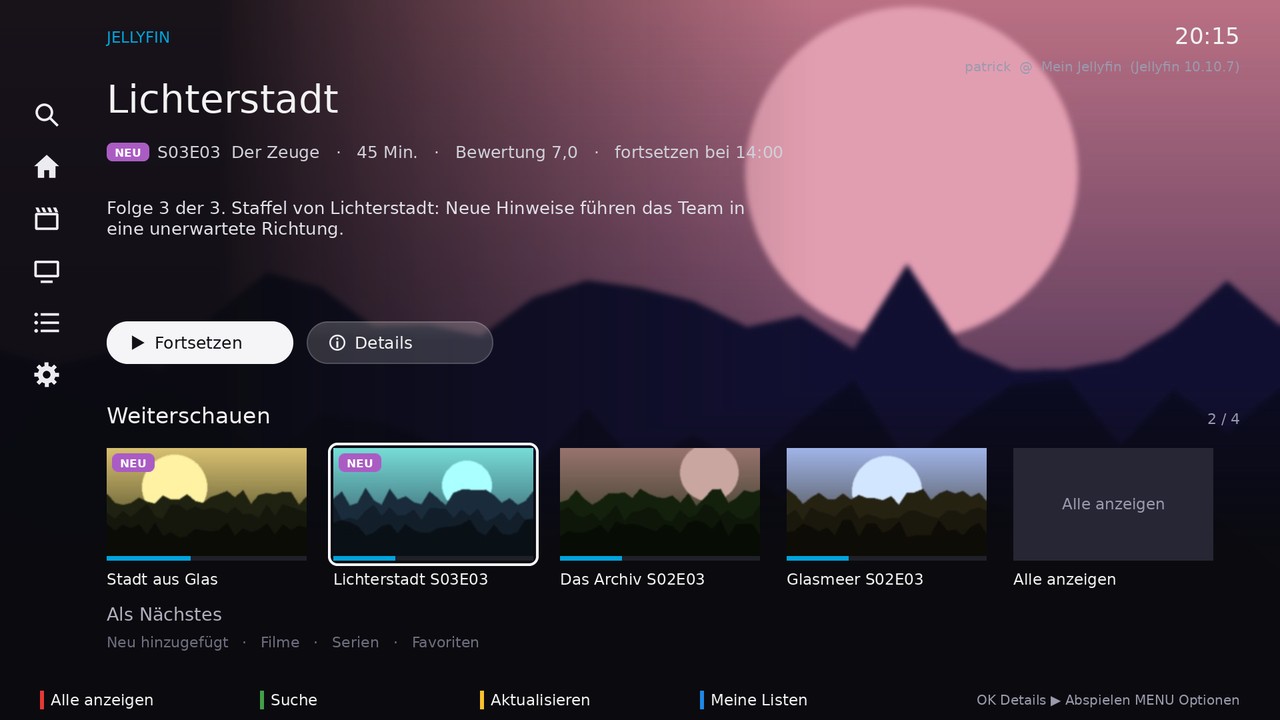 JELLYFIN
20:15
patrick @ Mein Jellyfin (Jellyfin 10.10.7)
Lichterstadt
NEU S03E03 Der Zeuge · 45 Min. · Bewertung 7,0 · fortsetzen bei 14:00
Folge 3 der 3. Staffel von Lichterstadt: Neue Hinweise führen das Team in
eine unerwartete Richtung.
▶ Fortsetzen
Details
Weiterschauen
2 / 4
NEU
NEU
Alle anzeigen
Stadt aus Glas
Lichterstadt S03E03
Das Archiv S02E03
Glasmeer S02E03
Alle anzeigen
Als Nächstes
Neu hinzugefügt · Filme · Serien · Favoriten
Alle anzeigen
Suche
Aktualisieren
Meine Listen
OK Details ▶ Abspielen MENU Optionen